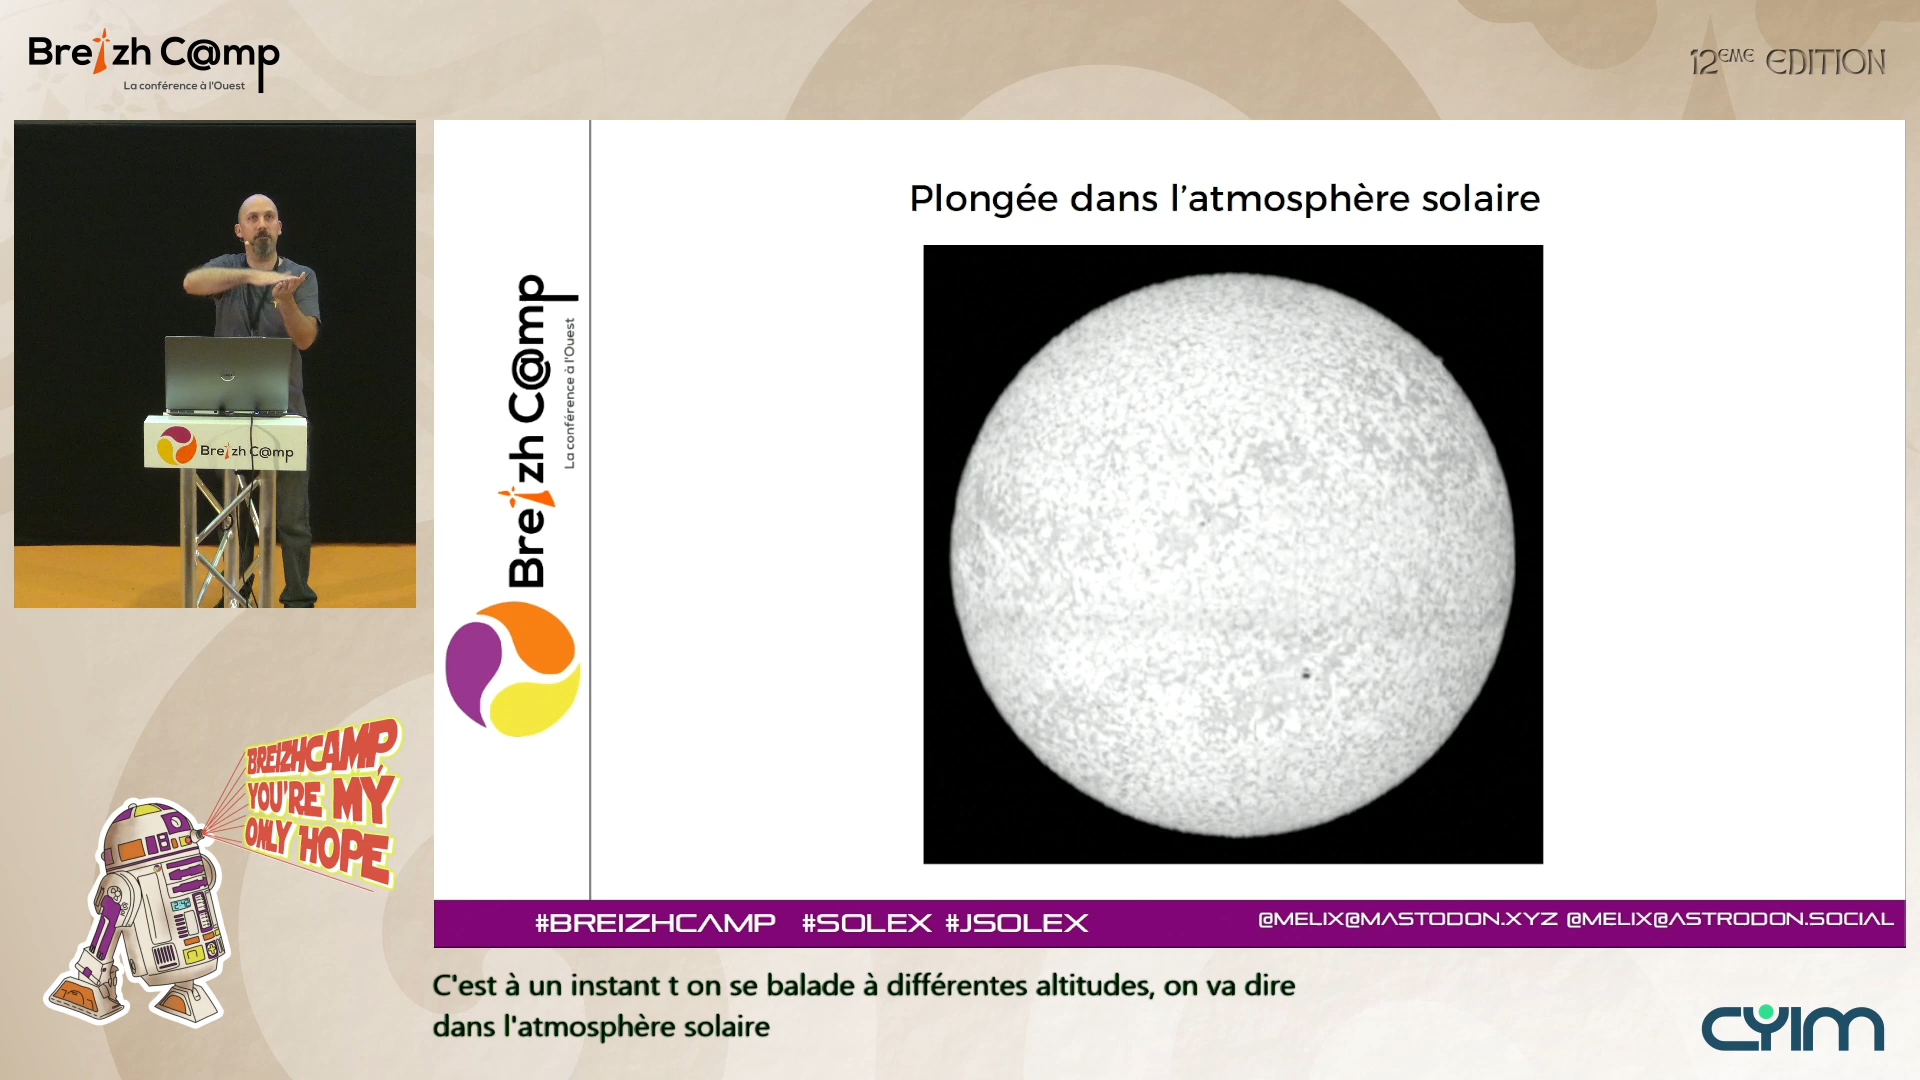 Breizh C@mp
La conférence à l'Ouest
12ÈME EDITION
Plongée dans l'atmosphère solaire
Breizh C@mp
La conférence à l'Ouest
Breizh C@mp
BREIZHCAMP,
YOU'RE MY
ONLY HOPE
#BREIZHCAMP #SOLEX #JSOLEX
@MELIX@MASTODON.XYZ @MELIX@ASTRODON.SOCIAL
C'est à un instant t on se balade à différentes altitudes, on va dire
dans l'atmosphère solaire
CYIM